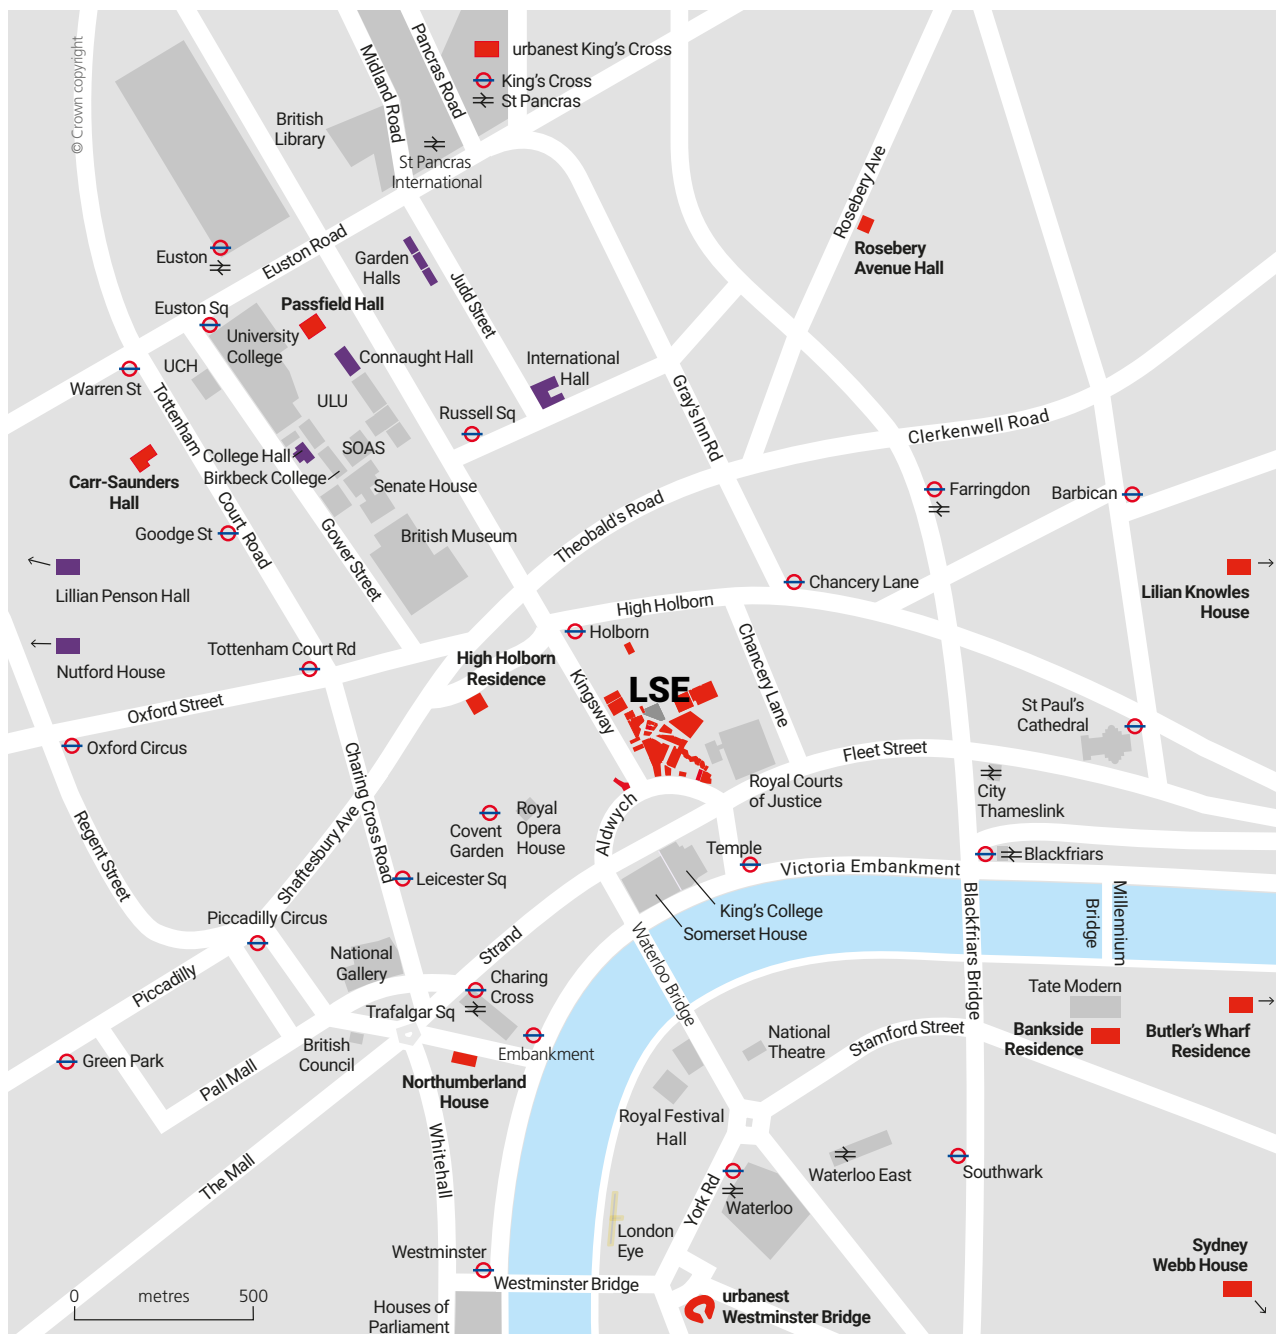 © Crown copyright
Midland Road
Pancras Road
urbanest King's Cross
King's Cross
St Pancras
British
Library
St Pancras
International
Rosebery Ave
Rosebery
Avenue Hall
Euston
Euston Road
Garden
Halls
Judd Street
Euston Sq
Passfield Hall
University
College
UCH
Connaught Hall
International
Hall
Warren St
Tottenham
Court
Road
ULU
Russell Sq
Gray's Inn Rd
Clerkenwell Road
College Hall
SOAS
Birkbeck College
Senate House
Carr-Saunders
Hall
Goodge St
Gower Street
British Museum
Theobald's Road
Farringdon
Barbican
Lillian Penson Hall
Chancery Lane
High Holborn
Lilian Knowles
House
Nutford House
Tottenham Court Rd
Holborn
High Holborn
Residence
Kingsway
LSE
Chancery Lane
Oxford Street
Oxford Circus
St Paul's
Cathedral
Fleet Street
Charing Cross Road
Royal Courts
of Justice
City
Thameslink
Regent Street
Shaftesbury Ave
Covent
Garden
Royal
Opera
House
Aldwych
Temple
Blackfriars
Leicester Sq
Victoria Embankment
Piccadilly Circus
King's College
Somerset House
Blackfriars Bridge
Millennium
Bridge
National
Gallery
Strand
Waterloo Bridge
Piccadilly
Charing
Cross
Trafalgar Sq
Tate Modern
Green Park
British
Council
Embankment
National
Theatre
Stamford Street
Bankside
Residence
Butler's Wharf
Residence
Pall Mall
Northumberland
House
Royal Festival
Hall
Whitehall
The Mall
Waterloo East
Southwark
York Rd
Waterloo
London
Eye
Westminster
Westminster Bridge
Sydney
Webb House
0
metres
500
Houses of
Parliament
urbanest
Westminster Bridge